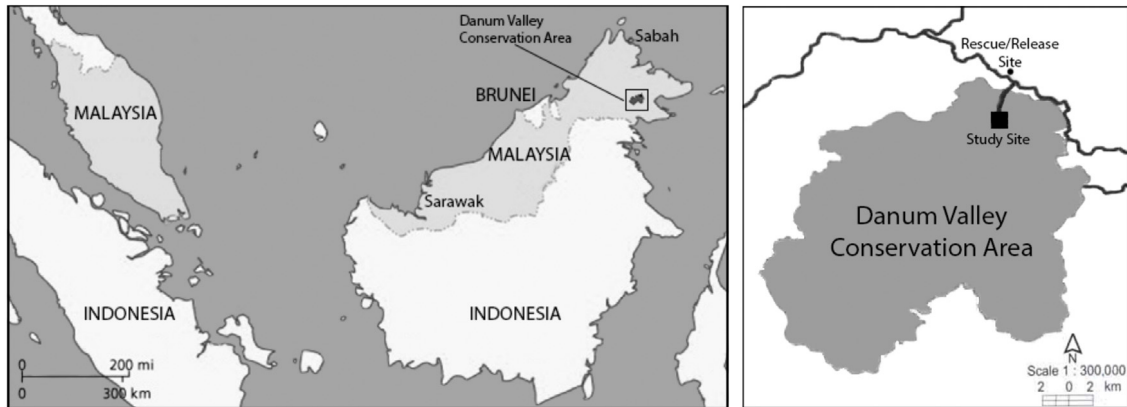 Danum Valley
Conservation Area
Sabah
BRUNEI
MALAYSIA
MALAYSIA
Sarawak
INDONESIA
INDONESIA
0 200 mi
0 300 km
Rescue/Release
Site
Study Site
Danum Valley
Conservation Area
N
Scale 1 : 300,000
2 0 2 km